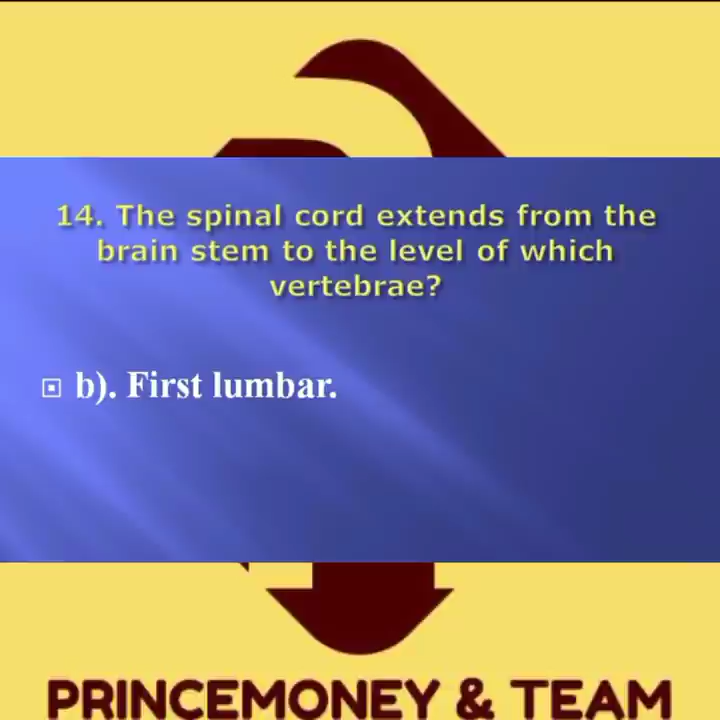 14. The spinal cord extends from the
brain stem to the level of which
vertebrae?
b). First lumbar.
PRINCEMONEY & TEAM